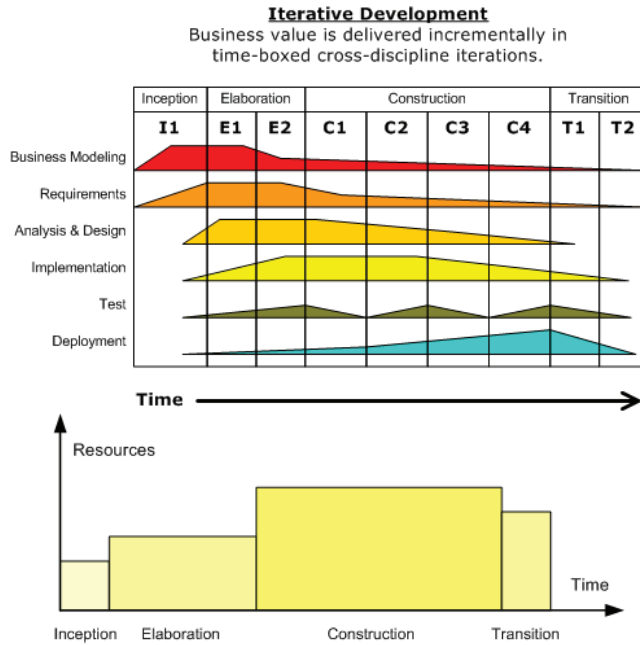 Iterative Development
Business value is delivered incrementally in
time-boxed cross-discipline iterations.
Inception Elaboration Construction Transition
I1 E1 E2 C1 C2 C3 C4 T1 T2
Business Modeling
Requirements
Analysis & Design
Implementation
Test
Deployment
Time
Resources
Time
Inception Elaboration Construction Transition